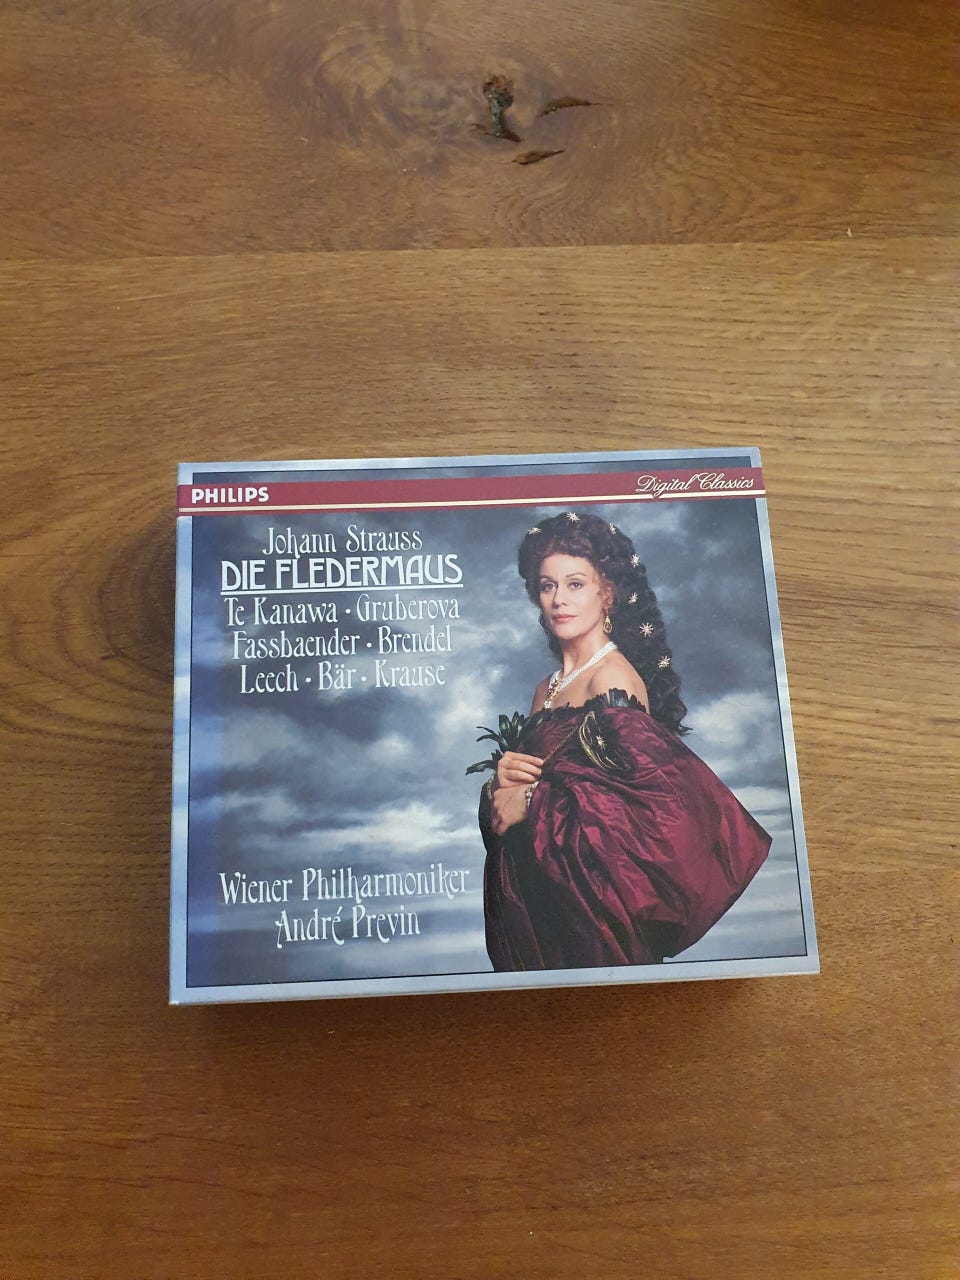 PHILIPS
Digital Classics
Johann Strauss
DIE FLEDERMAUS
Te Kanawa • Gruberova
Fassbaender • Brendel
Leech • Bär • Krause
Wiener Philharmoniker
André Previn